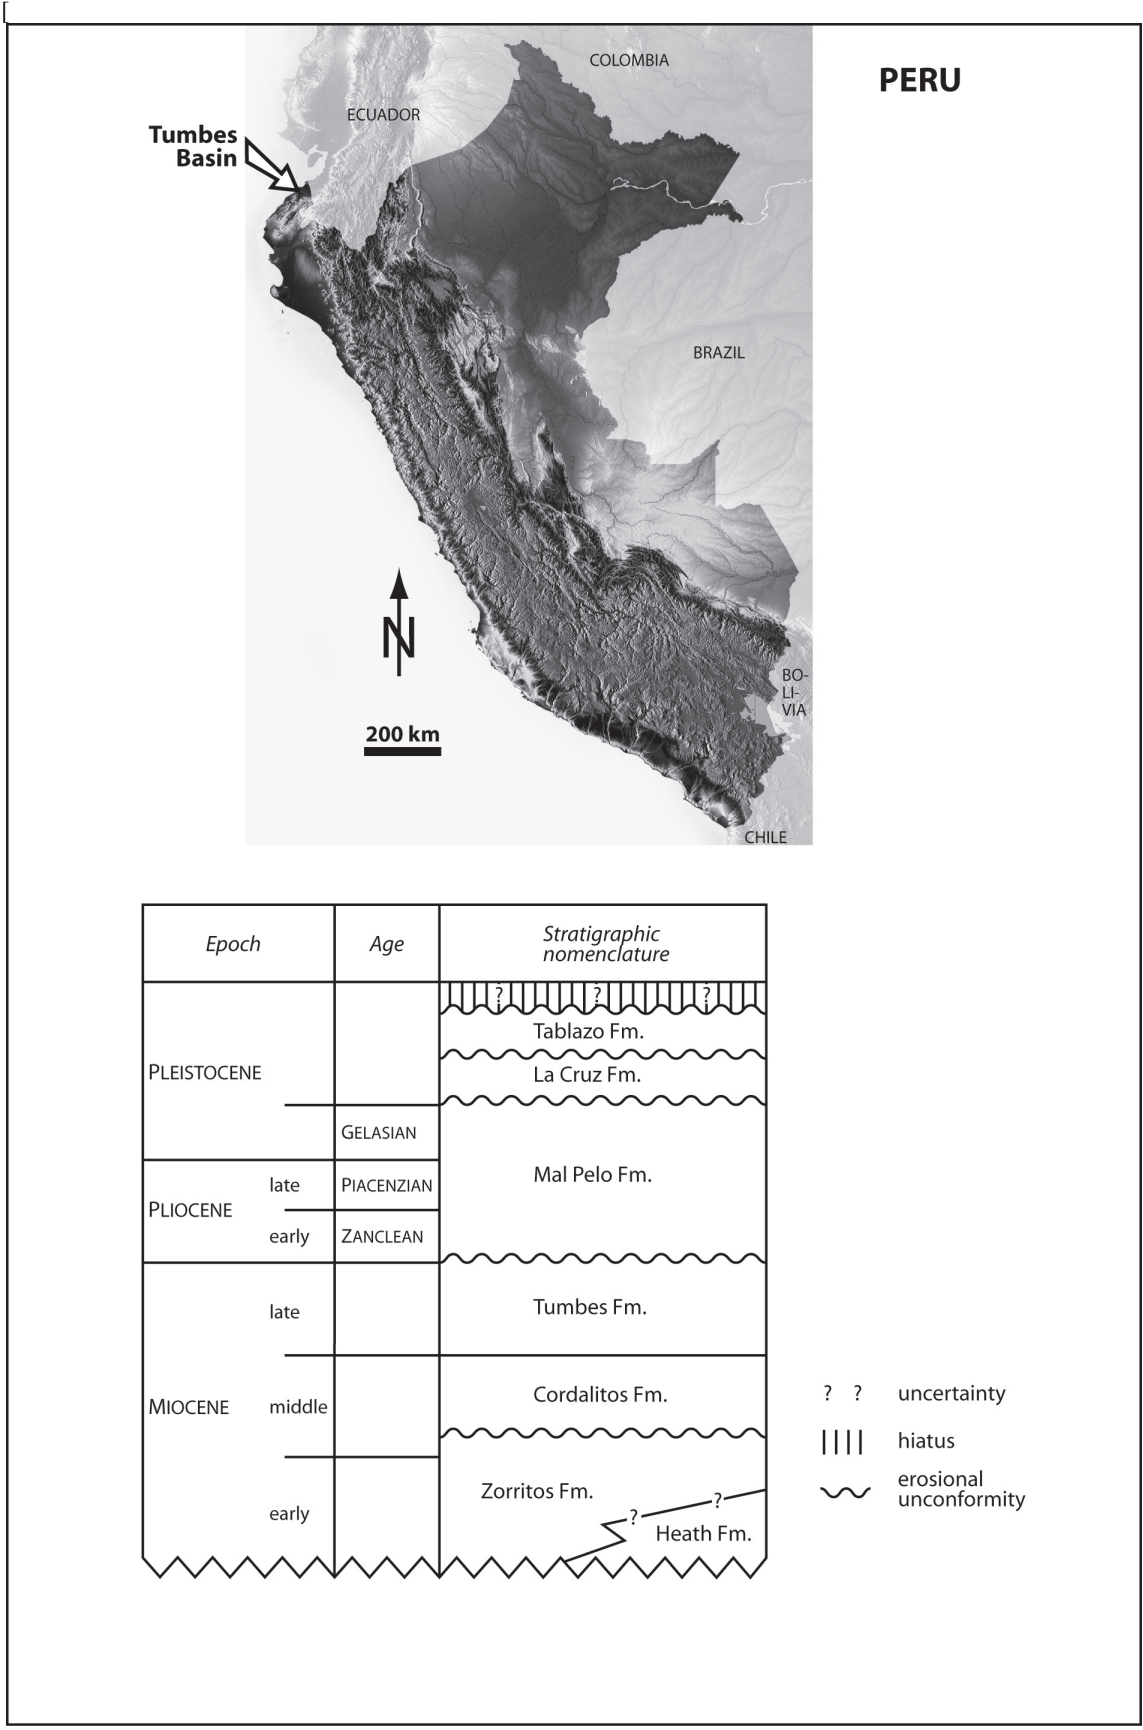 PERU
COLOMBIA
ECUADOR
Tumbes
Basin
BRAZIL
N
BO-
LI-
VIA
200 km
CHILE
Epoch
Age
Stratigraphic
nomenclature
? ? ?
Tablazo Fm.
La Cruz Fm.
PLEISTOCENE
GELASIAN
Mal Pelo Fm.
late
PIACENZIAN
PLIOCENE
early
ZANCLEAN
late
Tumbes Fm.
Cordalitos Fm.
MIOCENE
middle
Zorritos Fm.
early
?
?
Heath Fm.
? ? uncertainty
hiatus
erosional
unconformity